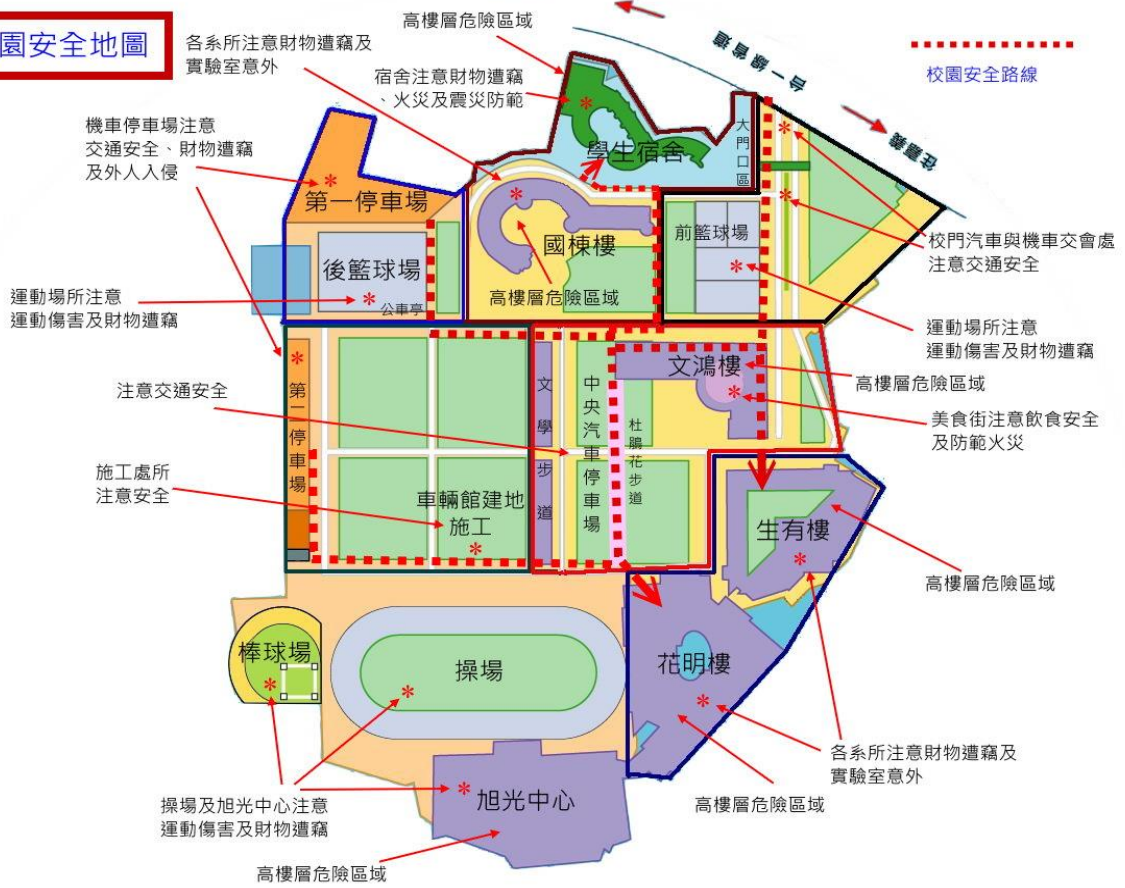 園安全地圖
各系所注意財物遭竊及
實驗室意外
高樓層危險區域
宿舍注意財物遭竊
、火災及震災防範
台一線省道
往嘉義
校園安全路線
機車停車場注意
交通安全、財物遭竊
及外人入侵
第一停車場
學生宿舍
大門口區
國棟樓
高樓層危險區域
前籃球場
校門汽車與機車交會處
注意交通安全
後籃球場
公車亭
運動場所注意
運動傷害及財物遭竊
運動場所注意
運動傷害及財物遭竊
文鴻樓
高樓層危險區域
美食街注意飲食安全
及防範火災
注意交通安全
第一停車場
文學步道
中央汽車停車場
杜鵑花步道
施工處所
注意安全
車輛館建地
施工
生有樓
高樓層危險區域
棒球場
操場
花明樓
各系所注意財物遭竊及
實驗室意外
高樓層危險區域
旭光中心
操場及旭光中心注意
運動傷害及財物遭竊
高樓層危險區域